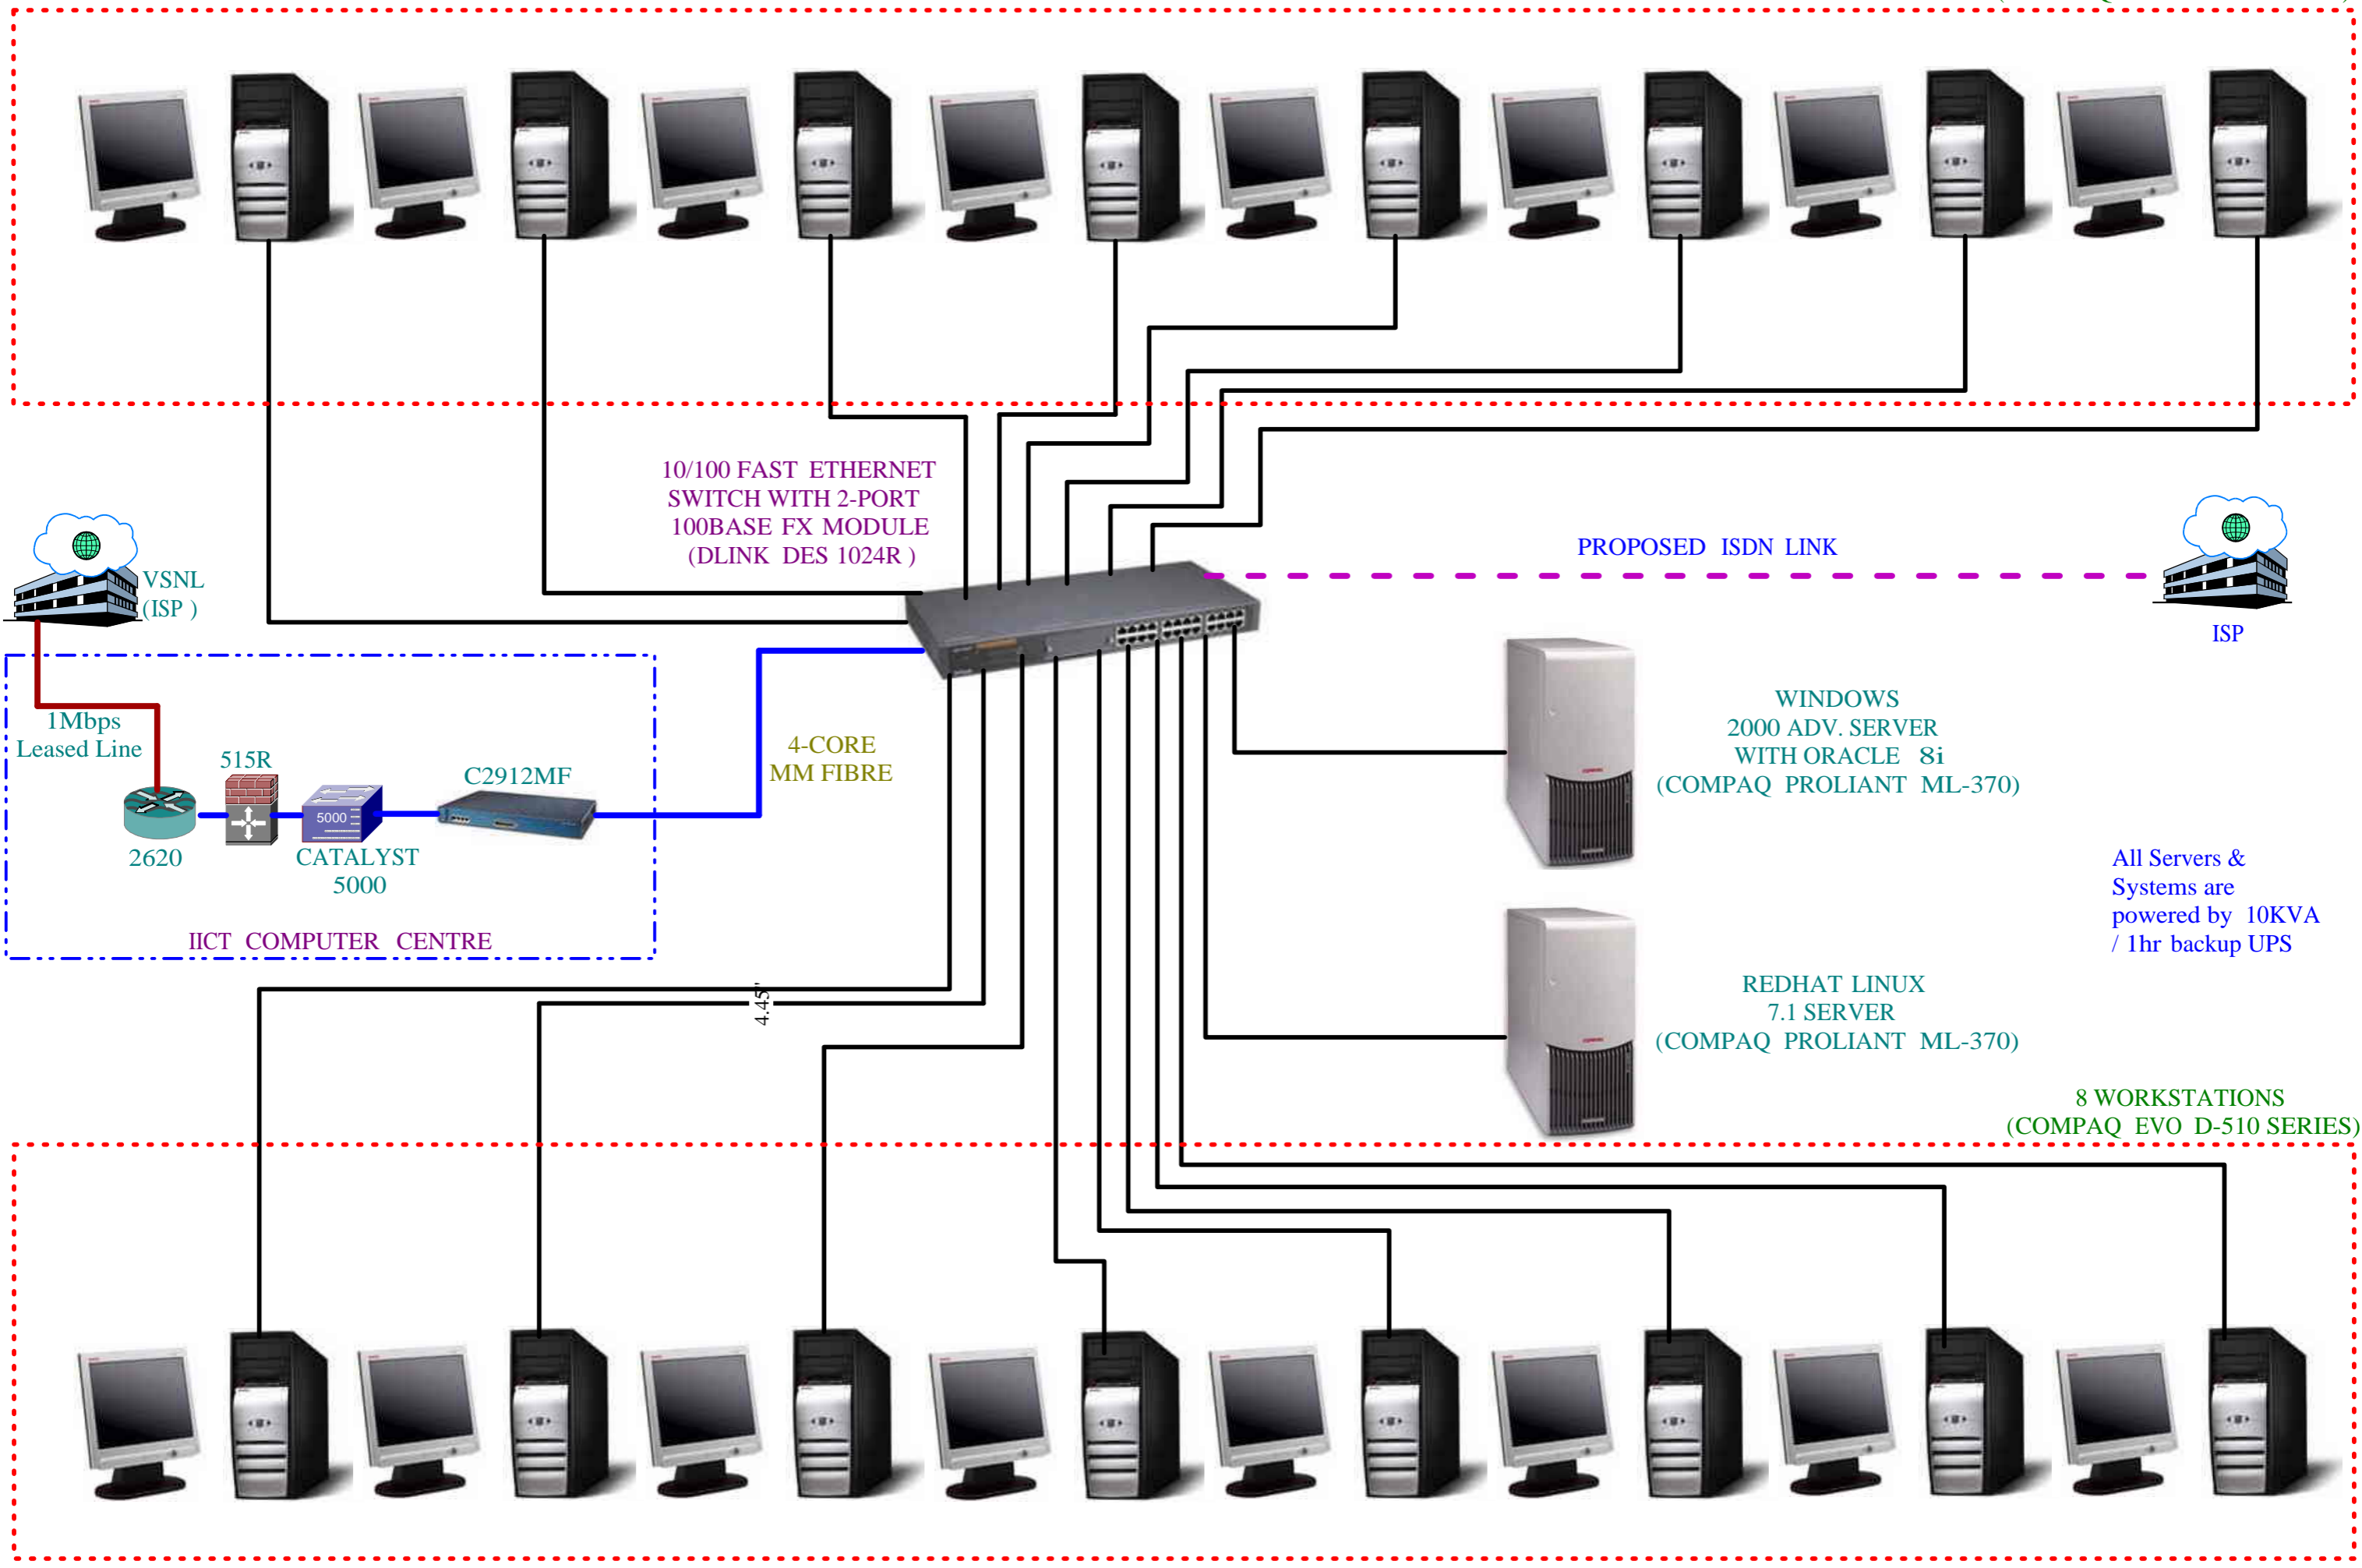 10/100 FAST ETHERNET
SWITCH WITH 2-PORT
100BASE FX MODULE
(DLINK DES 1024R )
PROPOSED ISDN LINK
VSNL
(ISP )
ISP
1Mbps
Leased Line
515R
C2912MF
4-CORE
MM FIBRE
5000
2620
CATALYST
5000
IICT COMPUTER CENTRE
WINDOWS
2000 ADV. SERVER
WITH ORACLE 8i
(COMPAQ PROLIANT ML-370)
All Servers &
Systems are
powered by 10KVA
/ 1hr backup UPS
4.45"
REDHAT LINUX
7.1 SERVER
(COMPAQ PROLIANT ML-370)
8 WORKSTATIONS
(COMPAQ EVO D-510 SERIES)